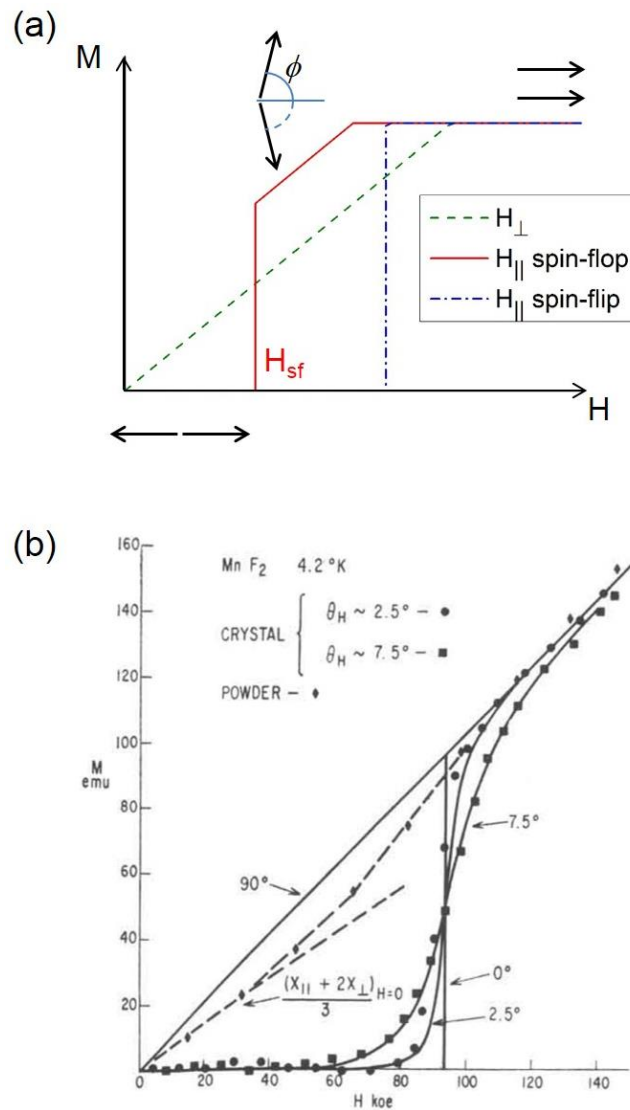 (a)
M
ϕ
H⊥
H|| spin-flop
H|| spin-flip
Hsf
H
(b)
160
Mn F2 4.2°K
140
CRYSTAL { θH ~ 2.5° – ●
θH ~ 7.5° – ■
120
POWDER – ♦
100
M
emu
80
7.5°
90°
60
40
0°
(X|| + 2X⊥)H=0
3
20
2.5°
0 20 40 60 80 100 120 140
H koe